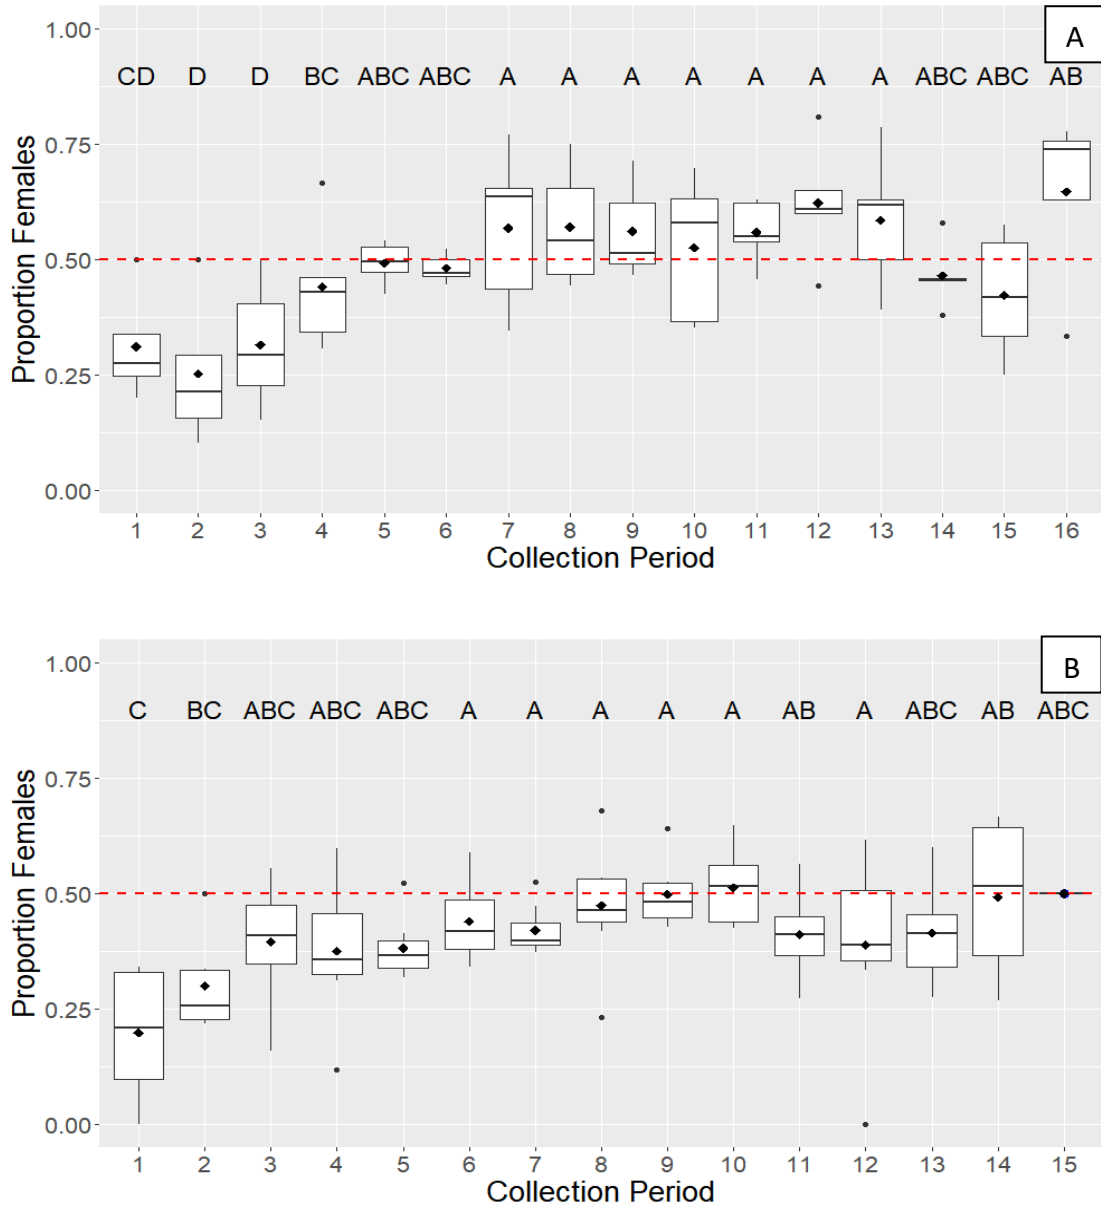 A
1.00
CD D D BC ABC ABC A A A A A A A ABC ABC AB
0.75
0.50
0.25
0.00
Proportion Females
1 2 3 4 5 6 7 8 9 10 11 12 13 14 15 16
Collection Period
B
1.00
C BC ABC ABC ABC A A A A A AB A ABC AB ABC
0.75
0.50
0.25
0.00
Proportion Females
1 2 3 4 5 6 7 8 9 10 11 12 13 14 15
Collection Period